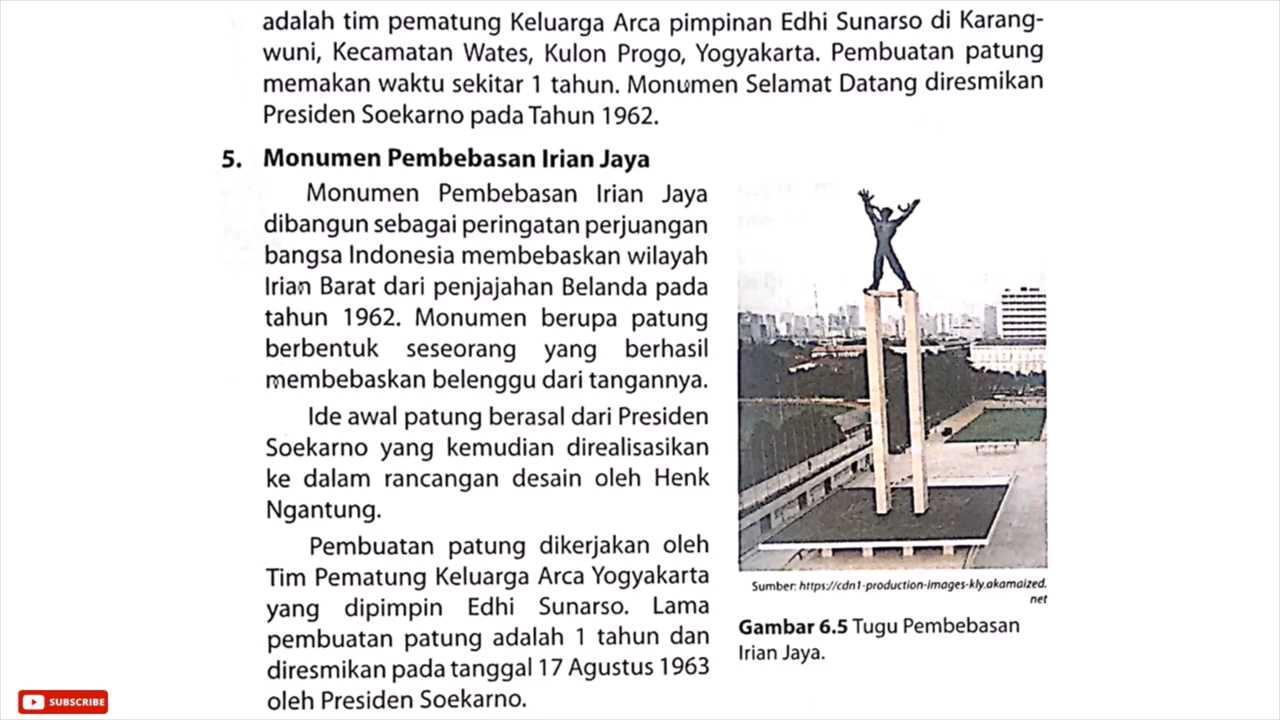 adalah tim pematung Keluarga Arca pimpinan Edhi Sunarso di Karang-
wuni, Kecamatan Wates, Kulon Progo, Yogyakarta. Pembuatan patung
memakan waktu sekitar 1 tahun. Monumen Selamat Datang diresmikan
Presiden Soekarno pada Tahun 1962.
5. Monumen Pembebasan Irian Jaya
Monumen Pembebasan Irian Jaya
dibangun sebagai peringatan perjuangan
bangsa Indonesia membebaskan wilayah
Irian Barat dari penjajahan Belanda pada
tahun 1962. Monumen berupa patung
berbentuk seseorang yang berhasil
membebaskan belenggu dari tangannya.
Ide awal patung berasal dari Presiden
Soekarno yang kemudian direalisasikan
ke dalam rancangan desain oleh Henk
Ngantung.
Pembuatan patung dikerjakan oleh
Tim Pematung Keluarga Arca Yogyakarta
yang dipimpin Edhi Sunarso. Lama
pembuatan patung adalah 1 tahun dan
diresmikan pada tanggal 17 Agustus 1963
oleh Presiden Soekarno.
Sumber: https://cdn1-production-images-kly.akamaized.
net
Gambar 6.5 Tugu Pembebasan
Irian Jaya.
SUBSCRIBE